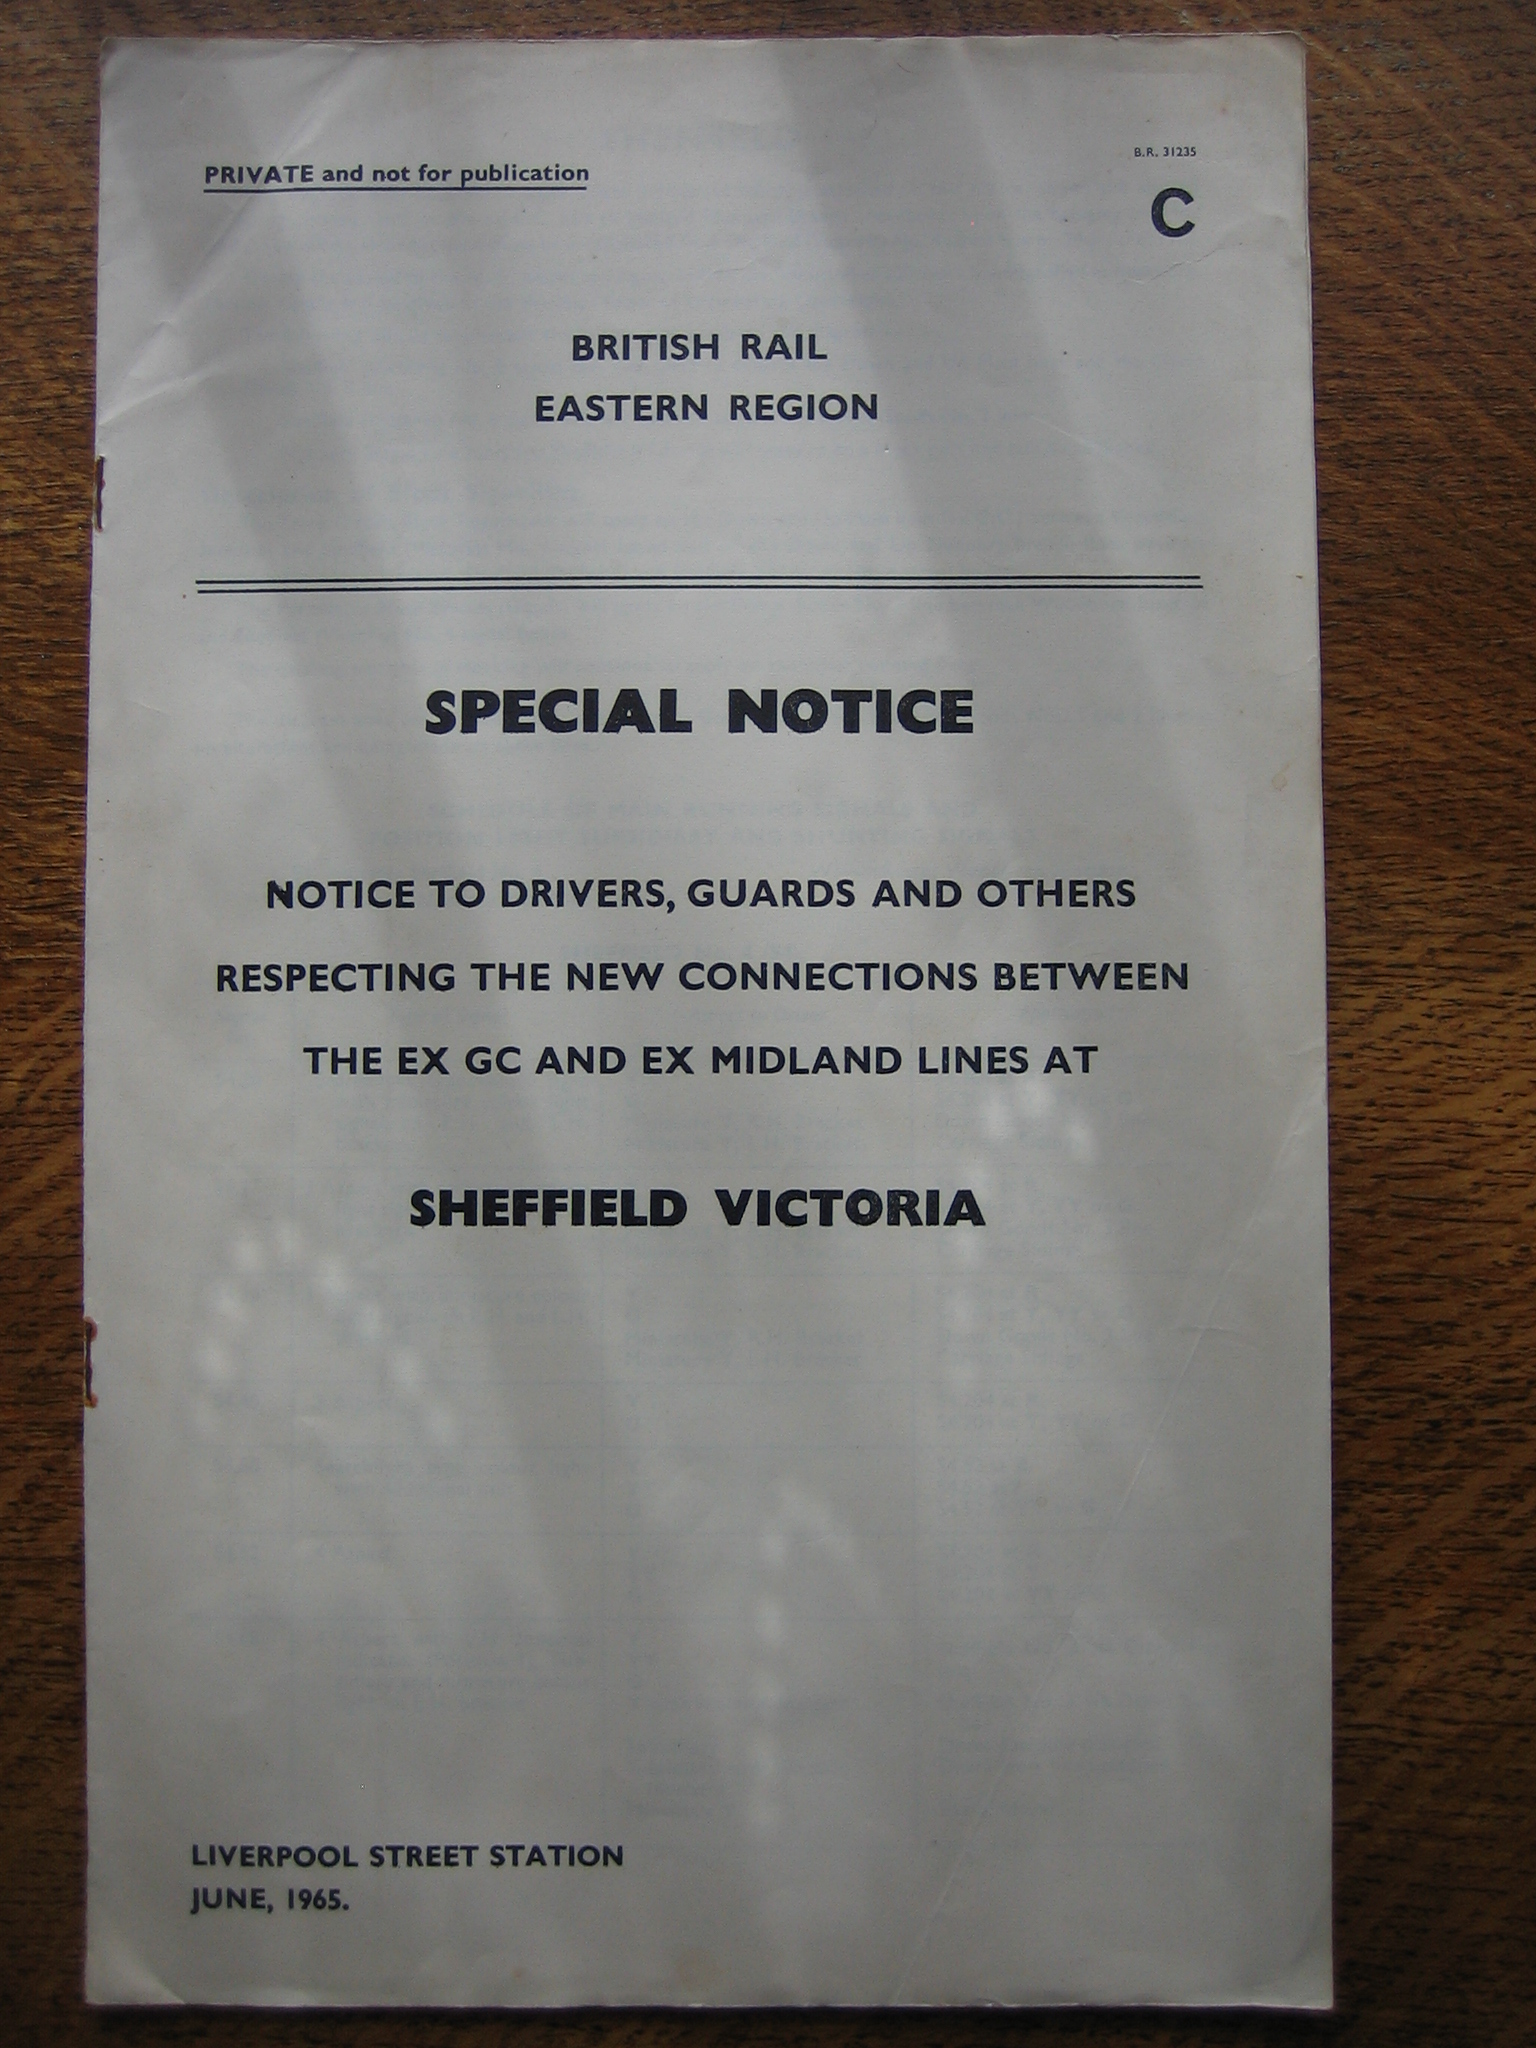 PRIVATE and not for publication
B.R. 31235
C
BRITISH RAIL
EASTERN REGION
SPECIAL NOTICE
NOTICE TO DRIVERS, GUARDS AND OTHERS
RESPECTING THE NEW CONNECTIONS BETWEEN
THE EX GC AND EX MIDLAND LINES AT
SHEFFIELD VICTORIA
LIVERPOOL STREET STATION
JUNE, 1965.